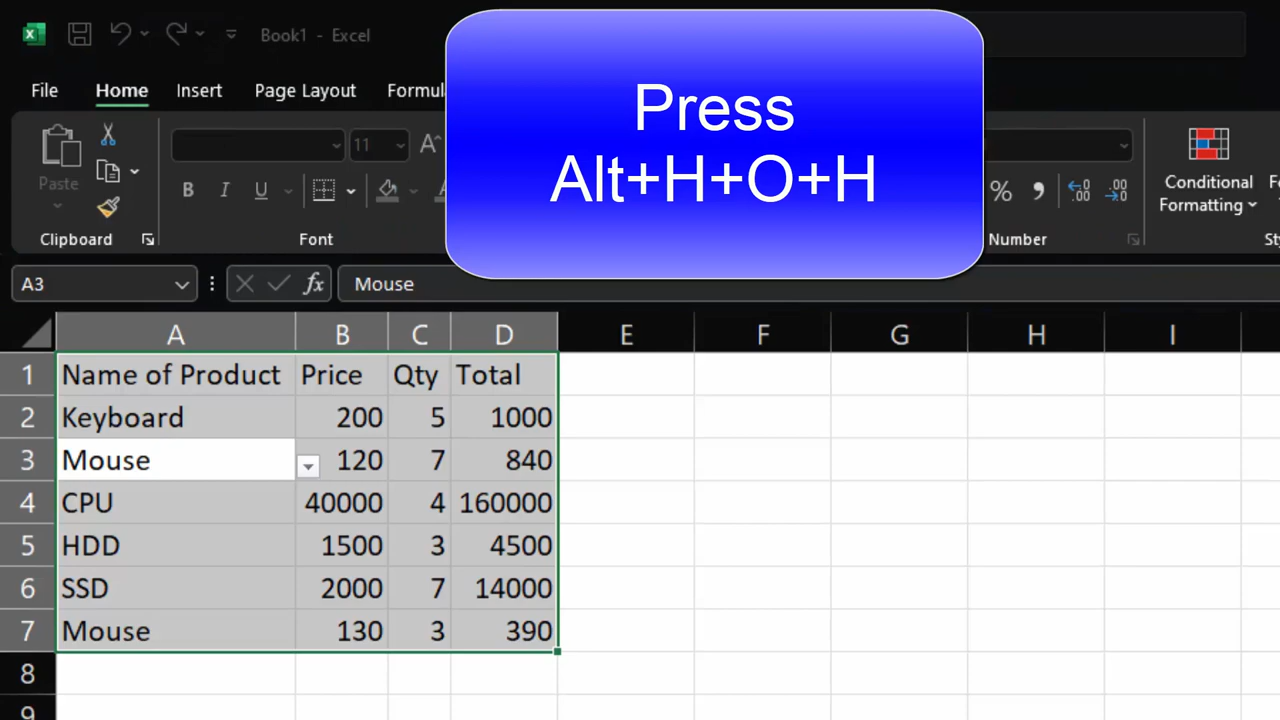 Book1 - Excel
Press
Alt+H+O+H
File Home Insert Page Layout
Paste
11 A
B I U
% 9
Conditional
Formatting
Clipboard Font Number
A3 fx Mouse
A B C D E F G H I
1 Name of Product Price Qty Total
2 Keyboard 200 5 1000
3 Mouse 120 7 840
4 CPU 40000 4 160000
5 HDD 1500 3 4500
6 SSD 2000 7 14000
7 Mouse 130 3 390
8
9